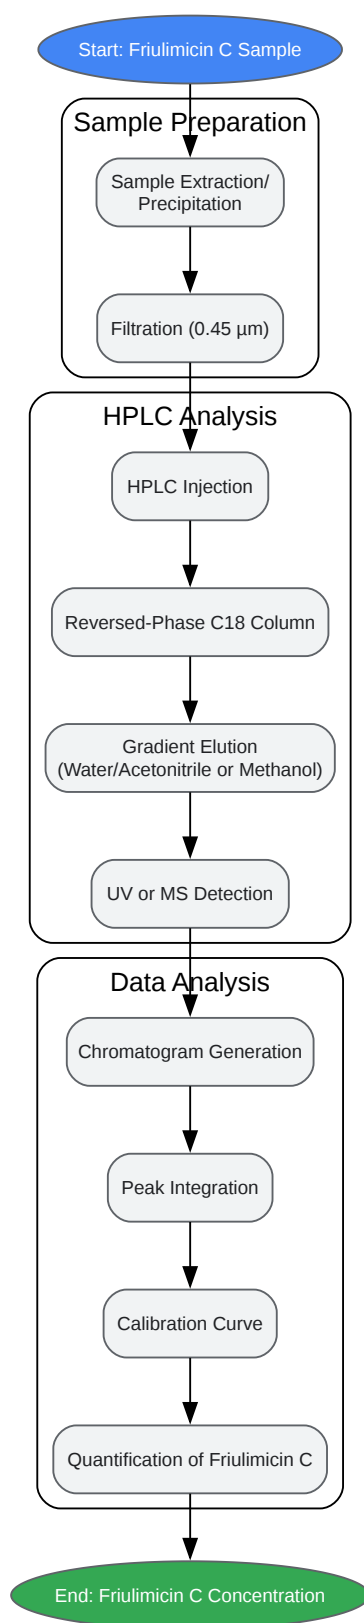 Start: Friulimicin C Sample
Sample Preparation
Sample Extraction/
Precipitation
Filtration (0.45 µm)
HPLC Analysis
HPLC Injection
Reversed-Phase C18 Column
Gradient Elution
(Water/Acetonitrile or Methanol)
UV or MS Detection
Data Analysis
Chromatogram Generation
Peak Integration
Calibration Curve
Quantification of Friulimicin C
End: Friulimicin C Concentration